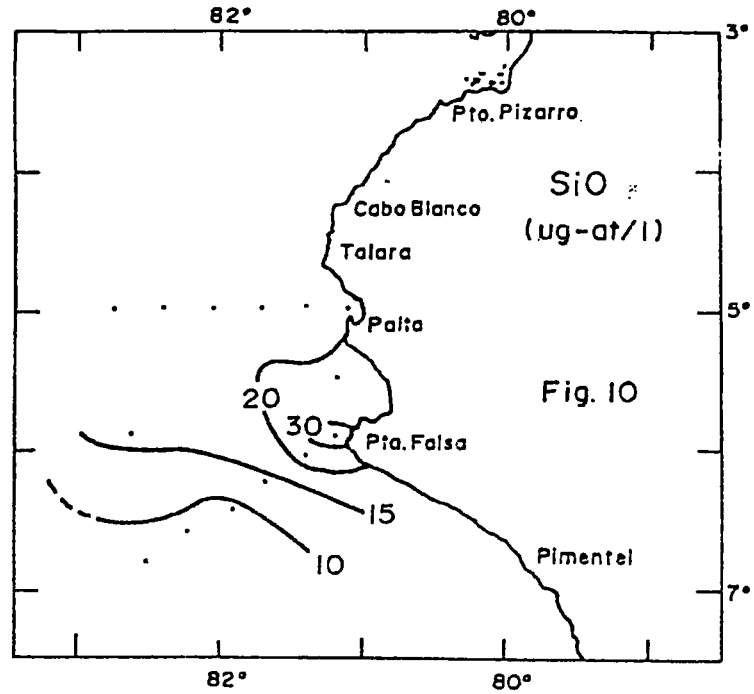 82° 80°
3°
Pto. Pizarro
SiO
Cabo Blanco
(ug-at/l)
Talara
5°
Paita
20
Fig. 10
30
Pta. Falsa
15
10
Pimentel
7°
82° 80°